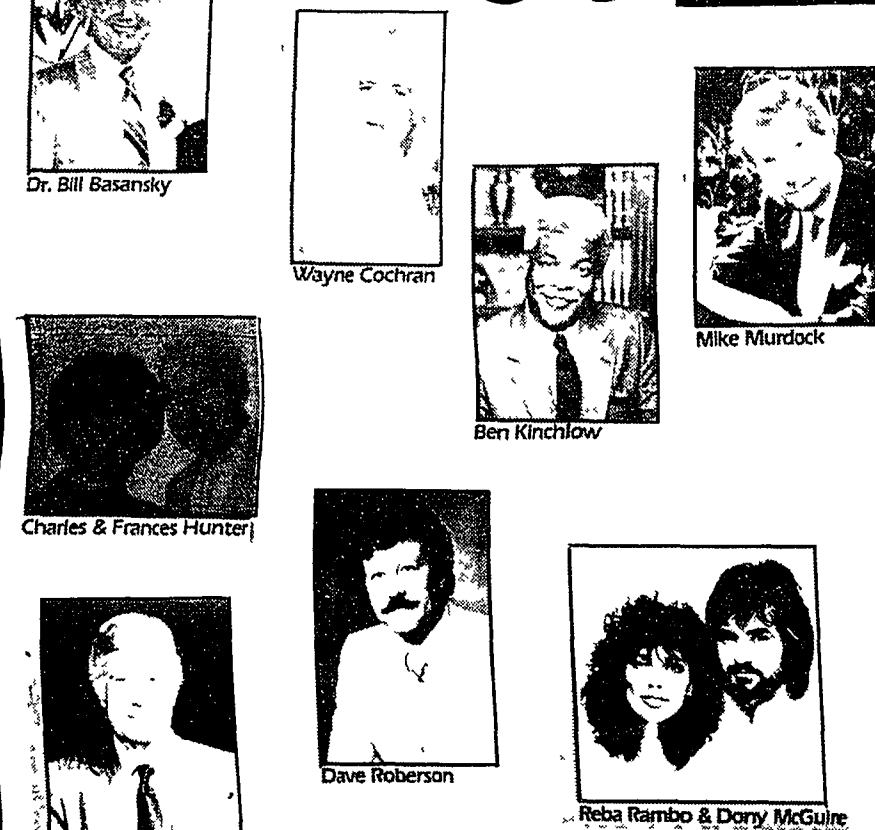 Dr. Bill Basansky
Wayne Cochran
Mike Murdock
Ben Kinchlow
Charles & Frances Hunter
Dave Roberson
Reba Rambo & Dony McGuire